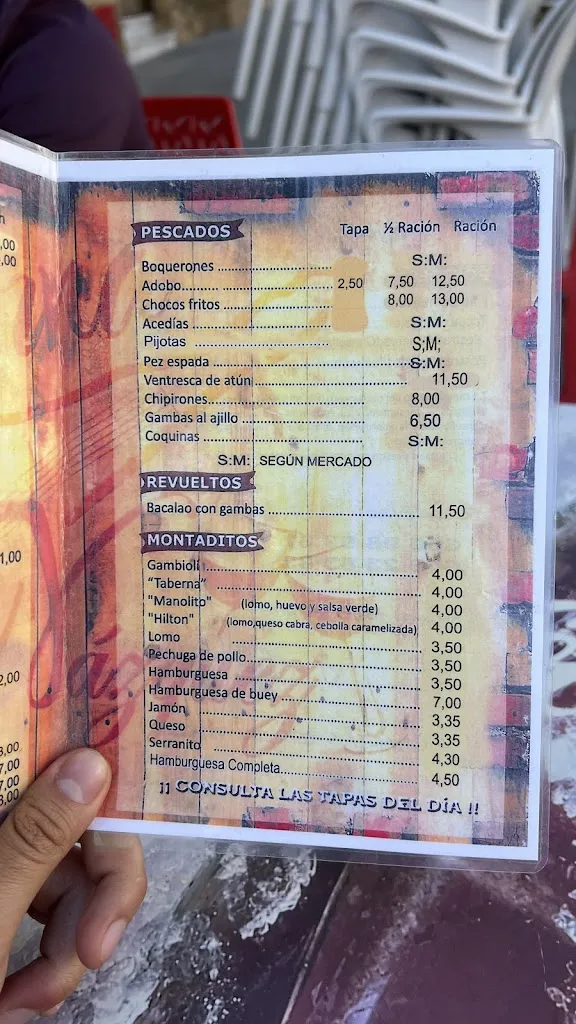 PESCADOS Tapa ½ Ración Ración
Boquerones S:M:
Adobo 2,50 7,50 12,50
Chocos fritos 8,00 13,00
Acedías S:M:
Pijotas S;M;
Pez espada S:M:
Ventresca de atún 11,50
Chipirones 8,00
Gambas al ajillo 6,50
Coquinas S:M:
S:M: SEGÚN MERCADO
REVUELTOS
Bacalao con gambas 11,50
MONTADITOS
Gambioli 4,00
"Taberna" 4,00
"Manolito" (lomo, huevo y salsa verde) 4,00
"Hilton" (lomo,queso cabra, cebolla caramelizada) 4,00
Lomo 3,50
Pechuga de pollo 3,50
Hamburguesa 3,50
Hamburguesa de buey 7,00
Jamón 3,35
Queso 3,35
Serranito 4,30
Hamburguesa Completa 4,50
¡¡ CONSULTA LAS TAPAS DEL DÍA !!